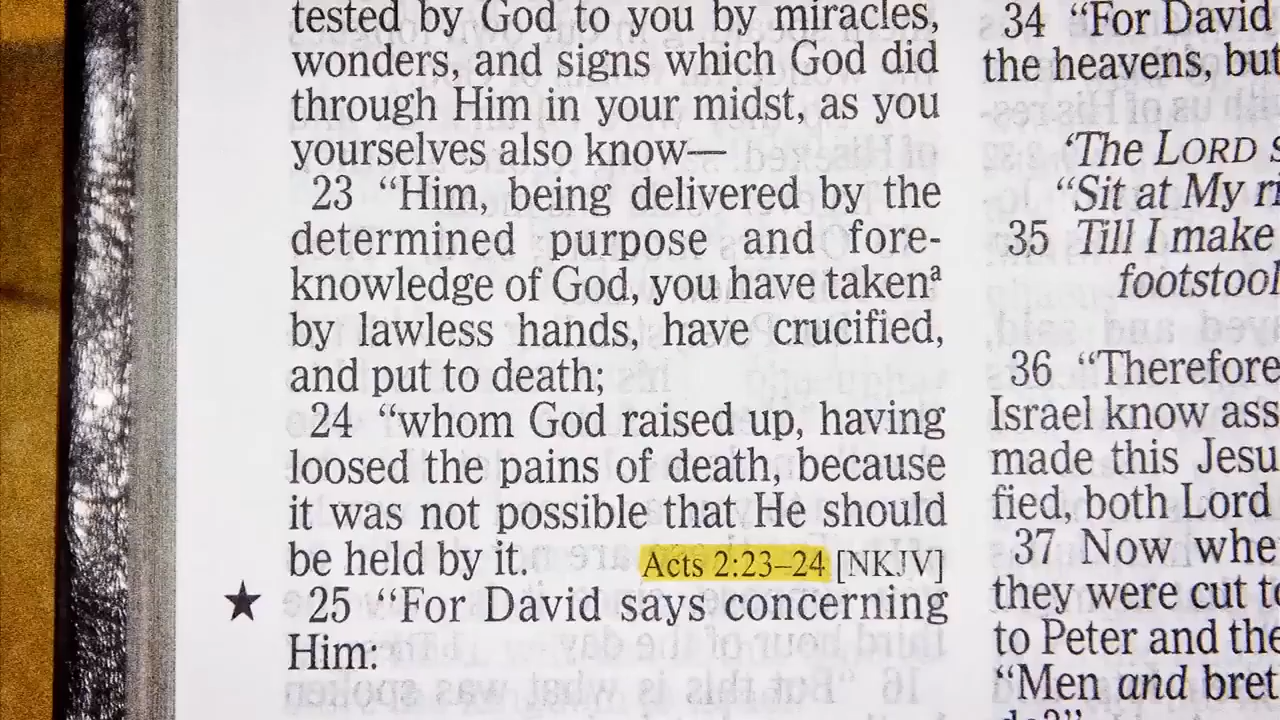 tested by God to you by miracles,
wonders, and signs which God did
through Him in your midst, as you
yourselves also know—
23 “Him, being delivered by the
determined purpose and fore-
knowledge of God, you have takenª
by lawless hands, have crucified,
and put to death;
24 “whom God raised up, having
loosed the pains of death, because
it was not possible that He should
be held by it.
Acts 2:23–24 [NKJV]
★ 25 “For David says concerning
Him:
34 “For David
the heavens, but
‘The LORD
“Sit at My
35 Till I make
footstool
36 “Therefore
Israel know
made this
both Lord
37 Now
they were cut
to Peter and
“Men and